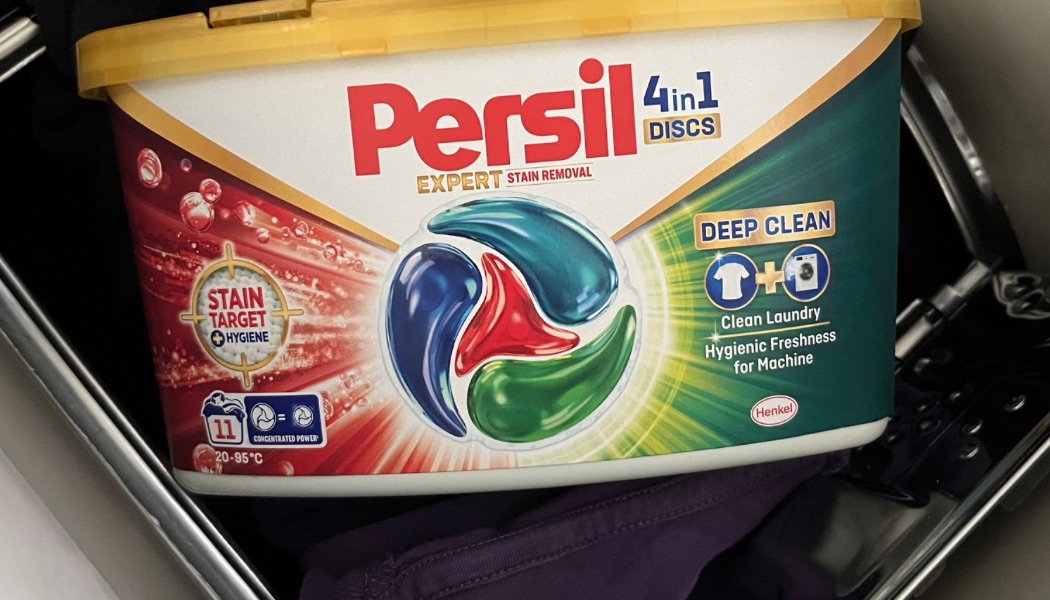 Persil
4in1
DISCS
EXPERT STAIN REMOVAL
DEEP CLEAN
Clean Laundry
Hygienic Freshness
for Machine
Henkel
STAIN
TARGET
+ HYGIENE
11
=
CONCENTRATED POWER¹
20-95°C